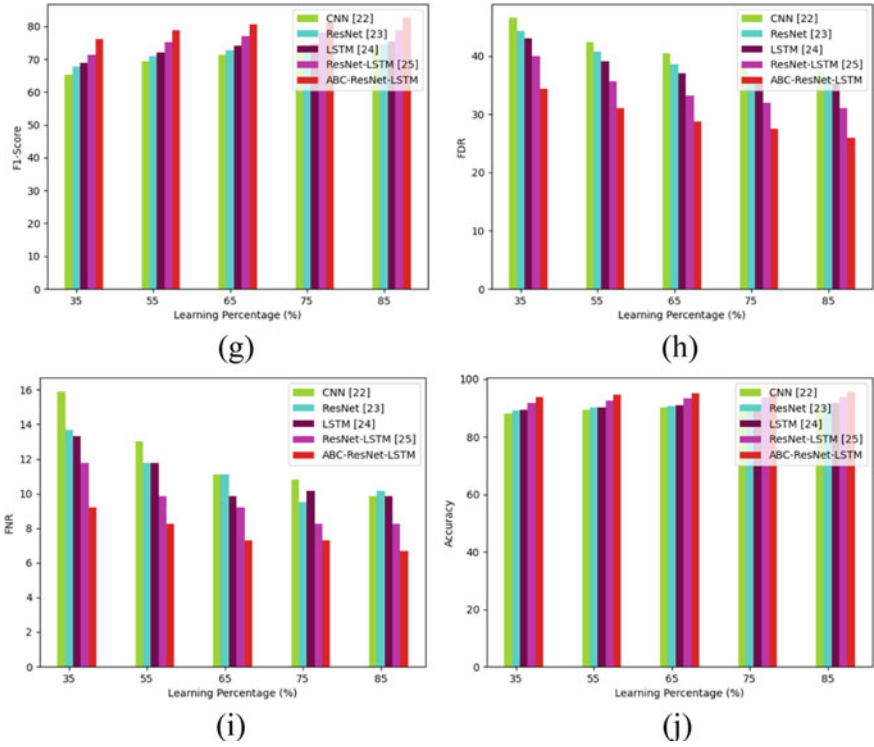 80
70
60
50
40
30
20
10
0
F1-Score
CNN [22]
ResNet [23]
LSTM [24]
ResNet-LSTM [25]
ABC-ResNet-LSTM
35 55 65 75 85
Learning Percentage (%)
(g)
40
30
20
10
0
FDR
CNN [22]
ResNet [23]
LSTM [24]
ResNet-LSTM [25]
ABC-ResNet-LSTM
35 55 65 75 85
Learning Percentage (%)
(h)
16
14
12
10
8
6
4
2
0
FNR
CNN [22]
ResNet [23]
LSTM [24]
ResNet-LSTM [25]
ABC-ResNet-LSTM
35 55 65 75 85
Learning Percentage (%)
(i)
100
80
60
40
20
0
Accuracy
CNN [22]
ResNet [23]
LSTM [24]
ResNet-LSTM [25]
ABC-ResNet-LSTM
35 55 65 75 85
Learning Percentage (%)
(j)